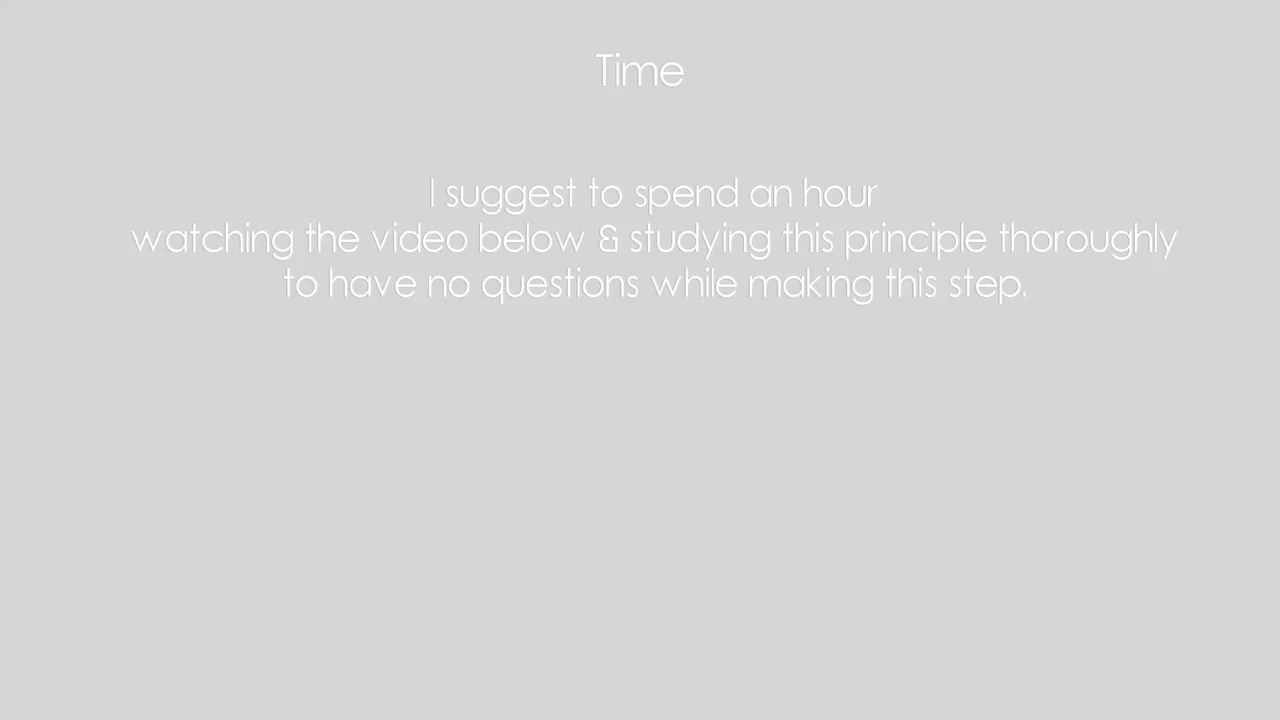 Time
I suggest to spend an hour
watching the video below & studying this principle thoroughly
to have no questions while making this step.